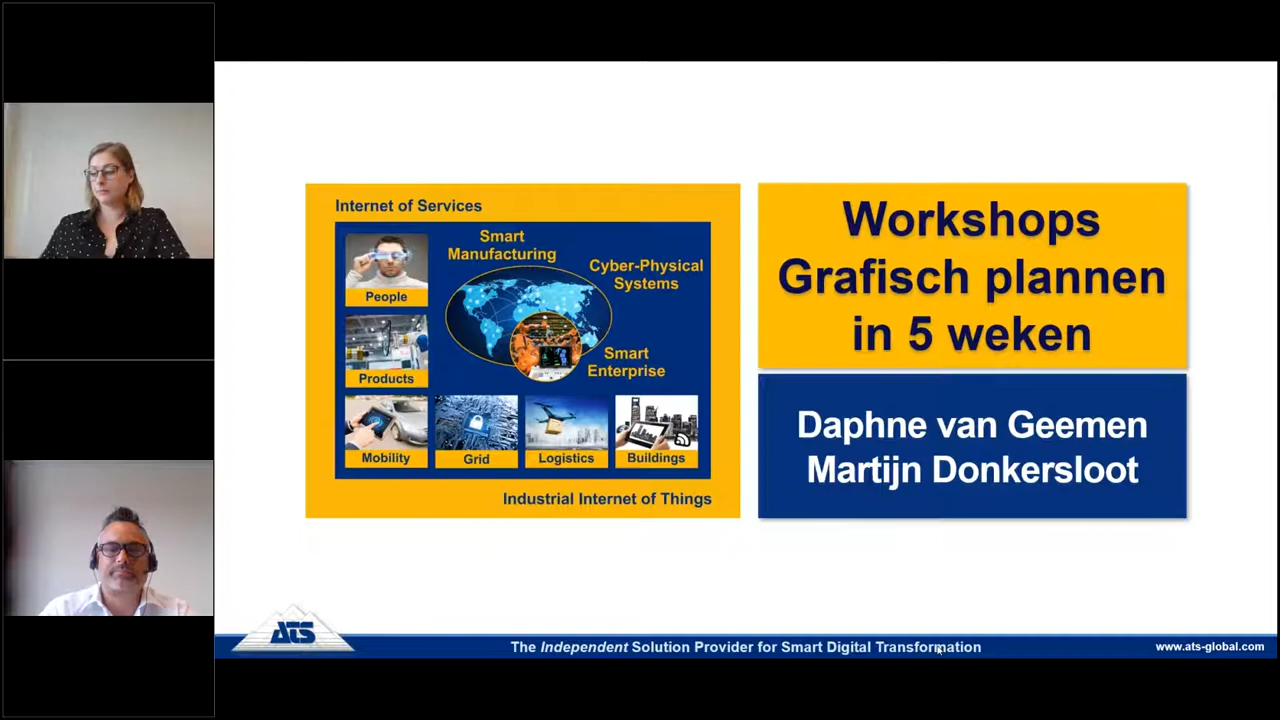 Internet of Services
Smart
Manufacturing
Cyber-Physical
Systems
Smart
Enterprise
People
Products
Mobility
Grid
Logistics
Buildings
Industrial Internet of Things
Workshops
Grafisch plannen
in 5 weken
Daphne van Geemen
Martijn Donkersloot
ATS
The Independent Solution Provider for Smart Digital Transformation
www.ats-global.com